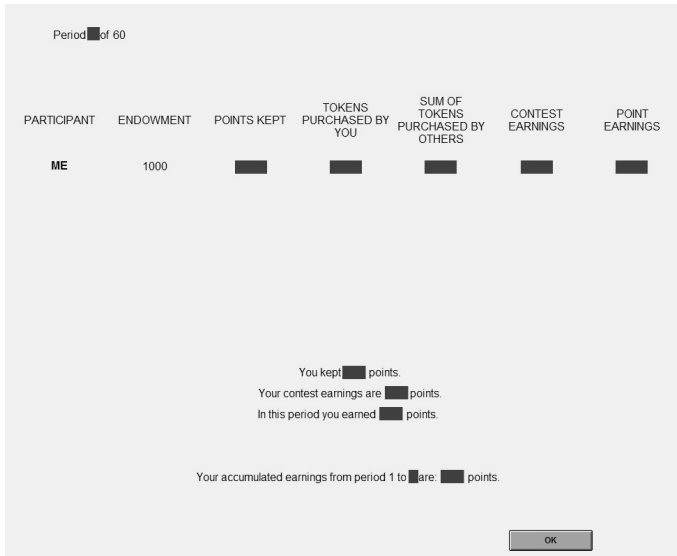 Period of 60
PARTICIPANT ENDOWMENT POINTS KEPT TOKENS PURCHASED BY YOU SUM OF TOKENS PURCHASED BY OTHERS CONTEST EARNINGS POINT EARNINGS
ME 1000
You kept points.
Your contest earnings are points.
In this period you earned points.
Your accumulated earnings from period 1 to are: points.
OK